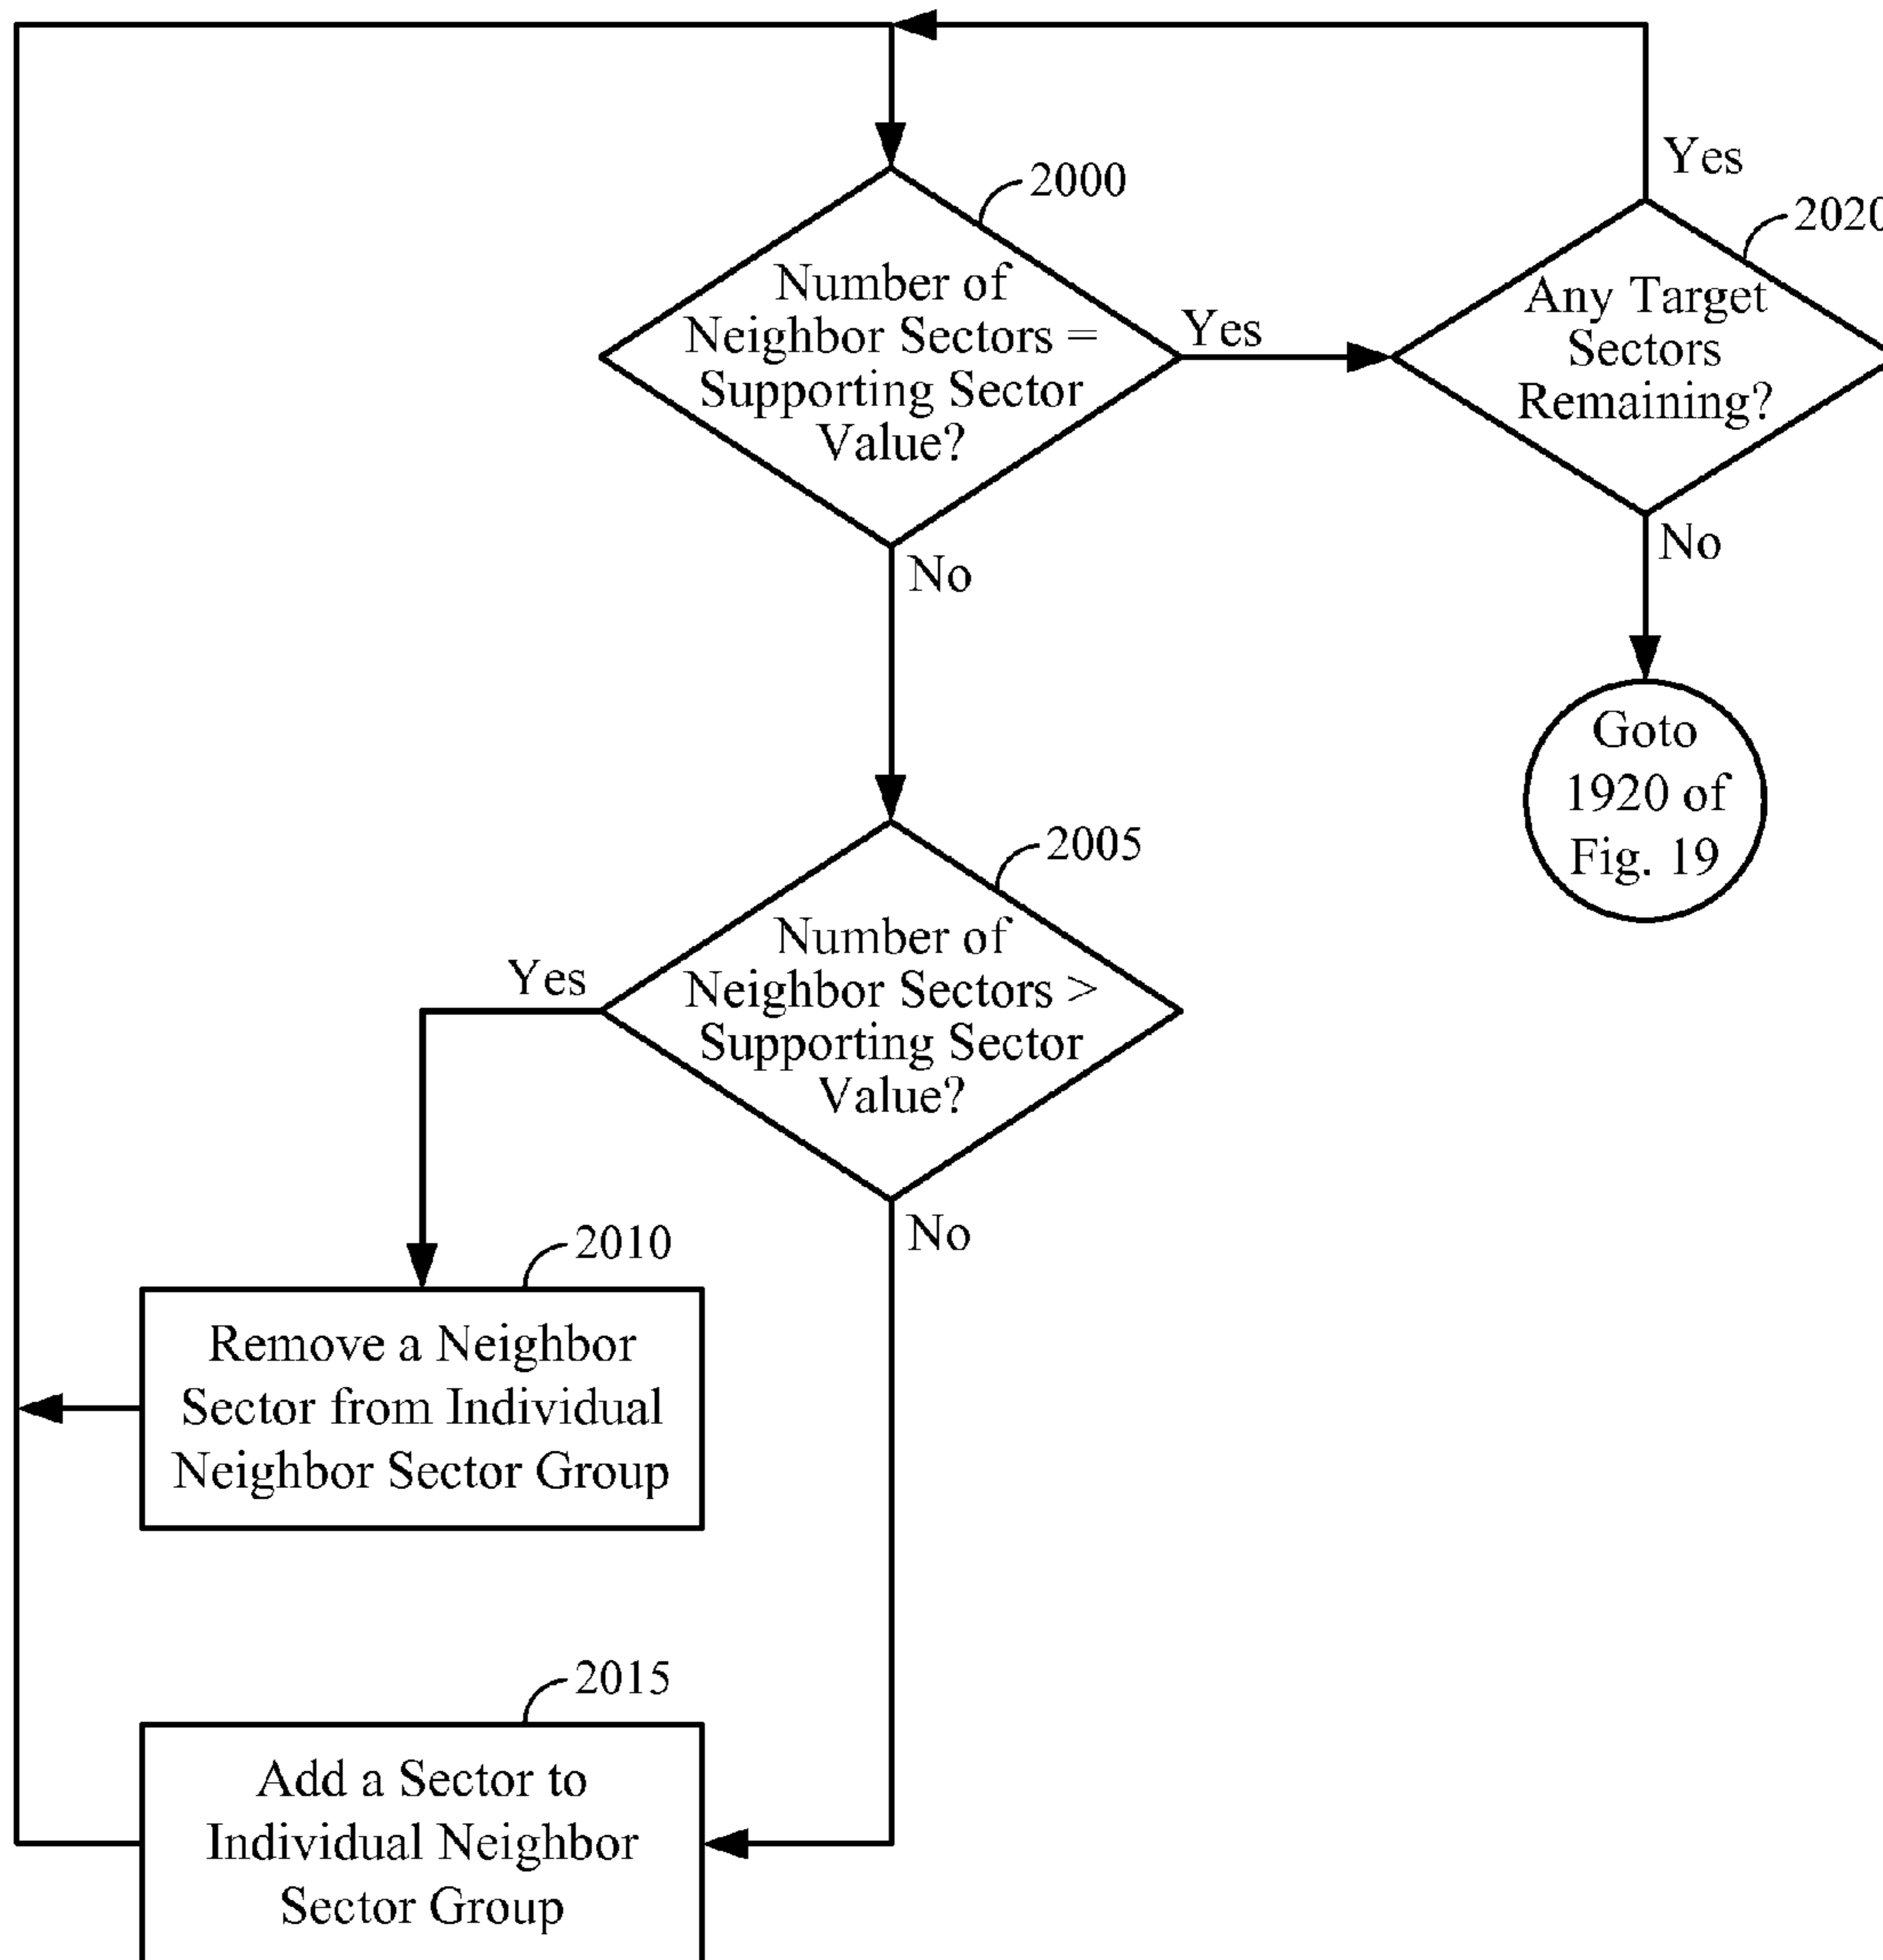 Yes
2000
2020
Number of
Neighbor Sectors =
Supporting Sector
Value?
Yes
Any Target
Sectors
Remaining?
No
No
Goto
1920 of
Fig. 19
2005
Number of
Neighbor Sectors >
Supporting Sector
Value?
Yes
No
2010
Remove a Neighbor
Sector from Individual
Neighbor Sector Group
2015
Add a Sector to
Individual Neighbor
Sector Group